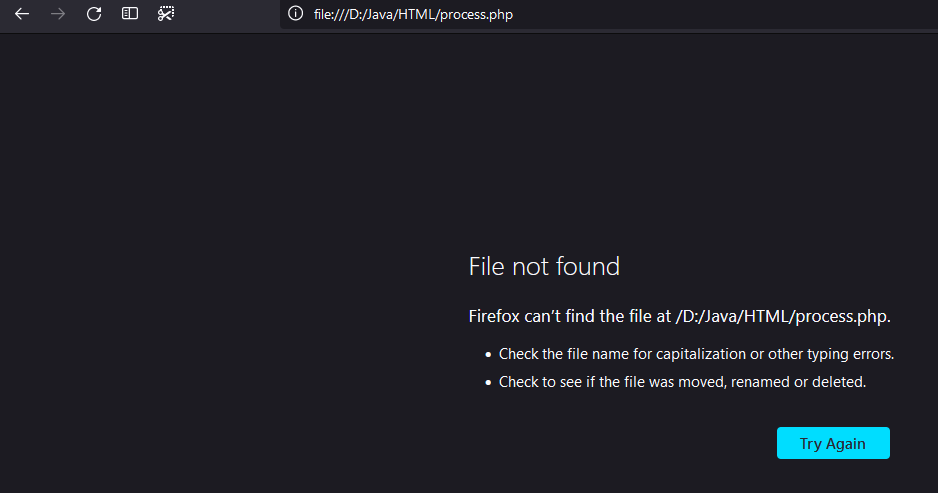 file:///D:/Java/HTML/process.php
File not found
Firefox can’t find the file at /D:/Java/HTML/process.php.
• Check the file name for capitalization or other typing errors.
• Check to see if the file was moved, renamed or deleted.
Try Again